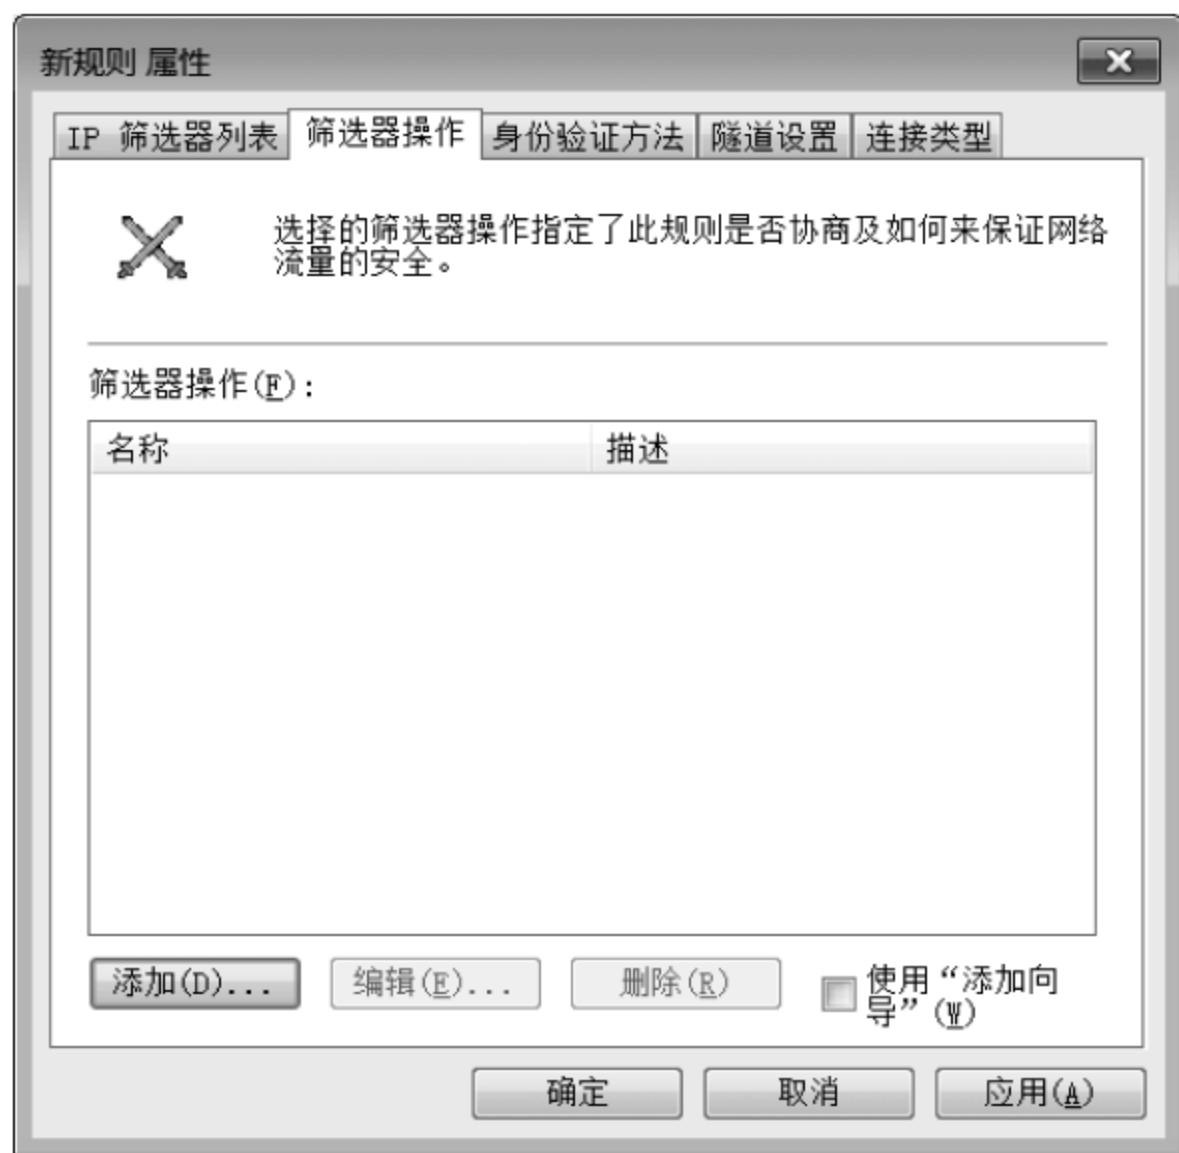 新规则 属性
IP 筛选器列表 筛选器操作 身份验证方法 隧道设置 连接类型
选择的筛选器操作指定了此规则是否协商及如何来保证网络
流量的安全。
筛选器操作(F):
名称 描述
添加(D)... 编辑(E)... 删除(R) 使用“添加向
导”(W)
确定 取消 应用(A)